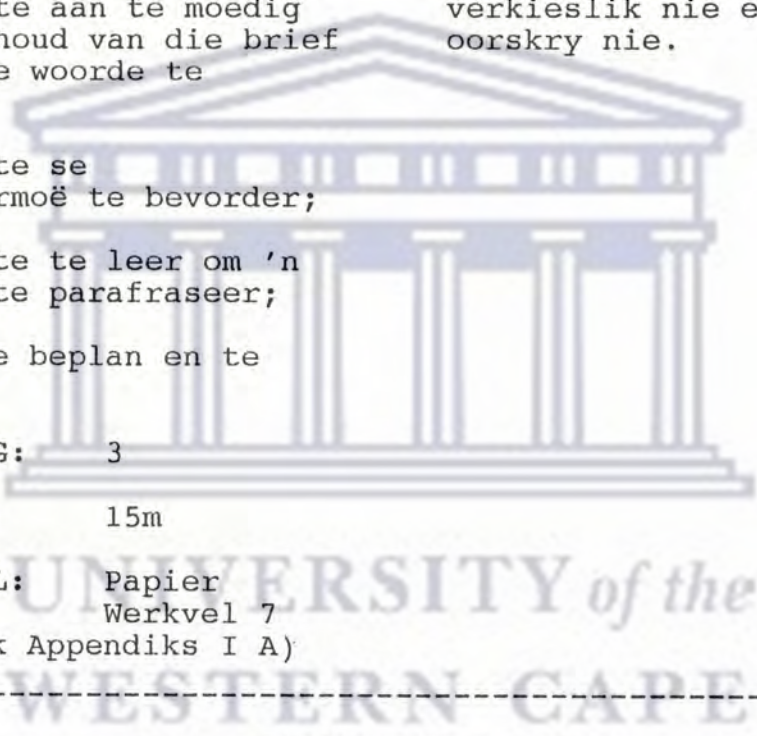 te aan te moedig
houd van die brief
e woorde te
verkieslik nie
oorskry nie.
te se
rmoë te bevorder;
te te leer om 'n
te parafraseer;
e beplan en te
G: 3
15m
L: Papier
Werkvel 7
k Appendiks I A)
UNIVERSITY of the
WESTERN CAPE